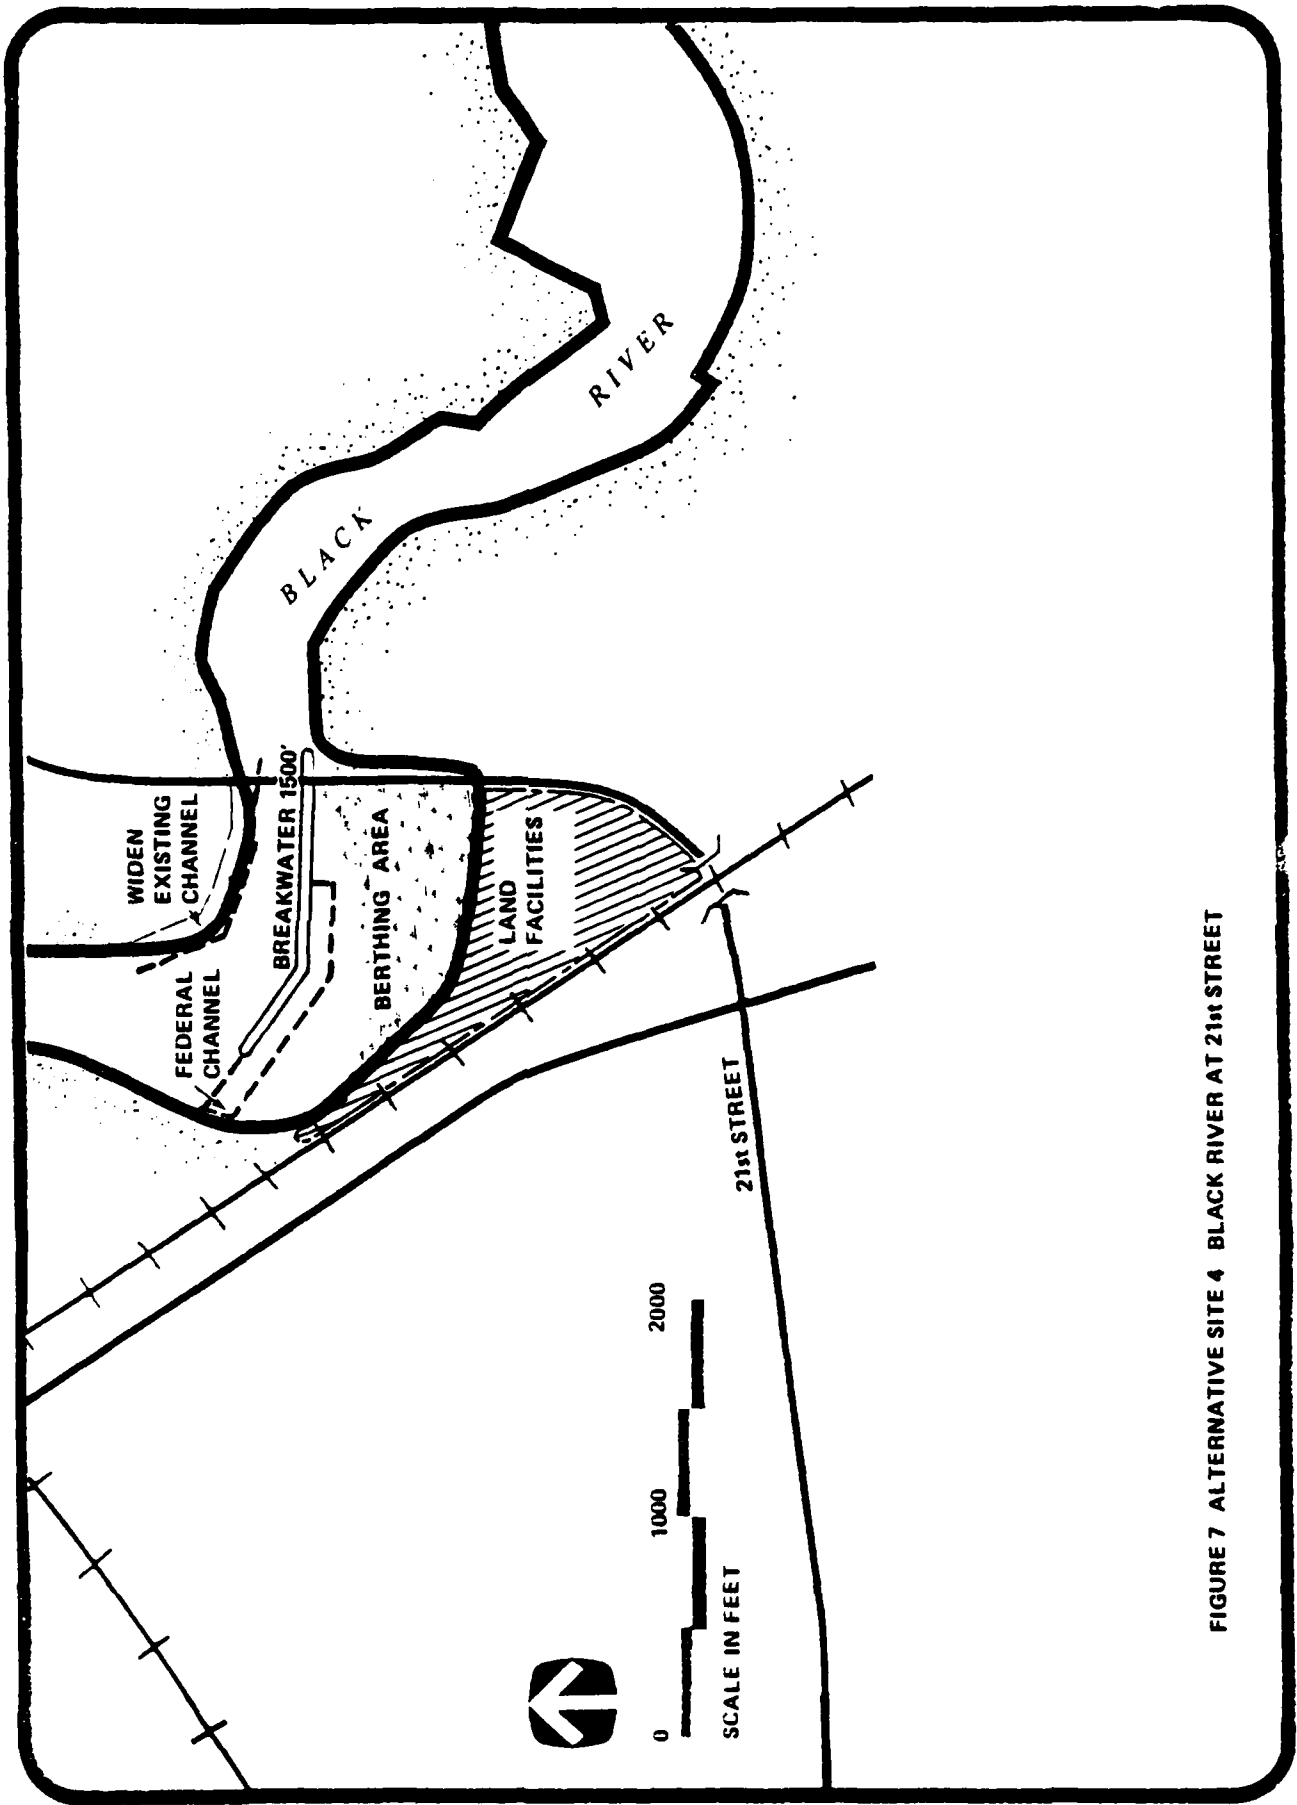 WIDEN
EXISTING
CHANNEL
FEDERAL
CHANNEL
BREAKWATER 1500'
BERTHING AREA
LAND
FACILITIES
BLACK
RIVER
21st STREET
0 1000 2000
SCALE IN FEET
FIGURE 7 ALTERNATIVE SITE 4 BLACK RIVER AT 21st STREET